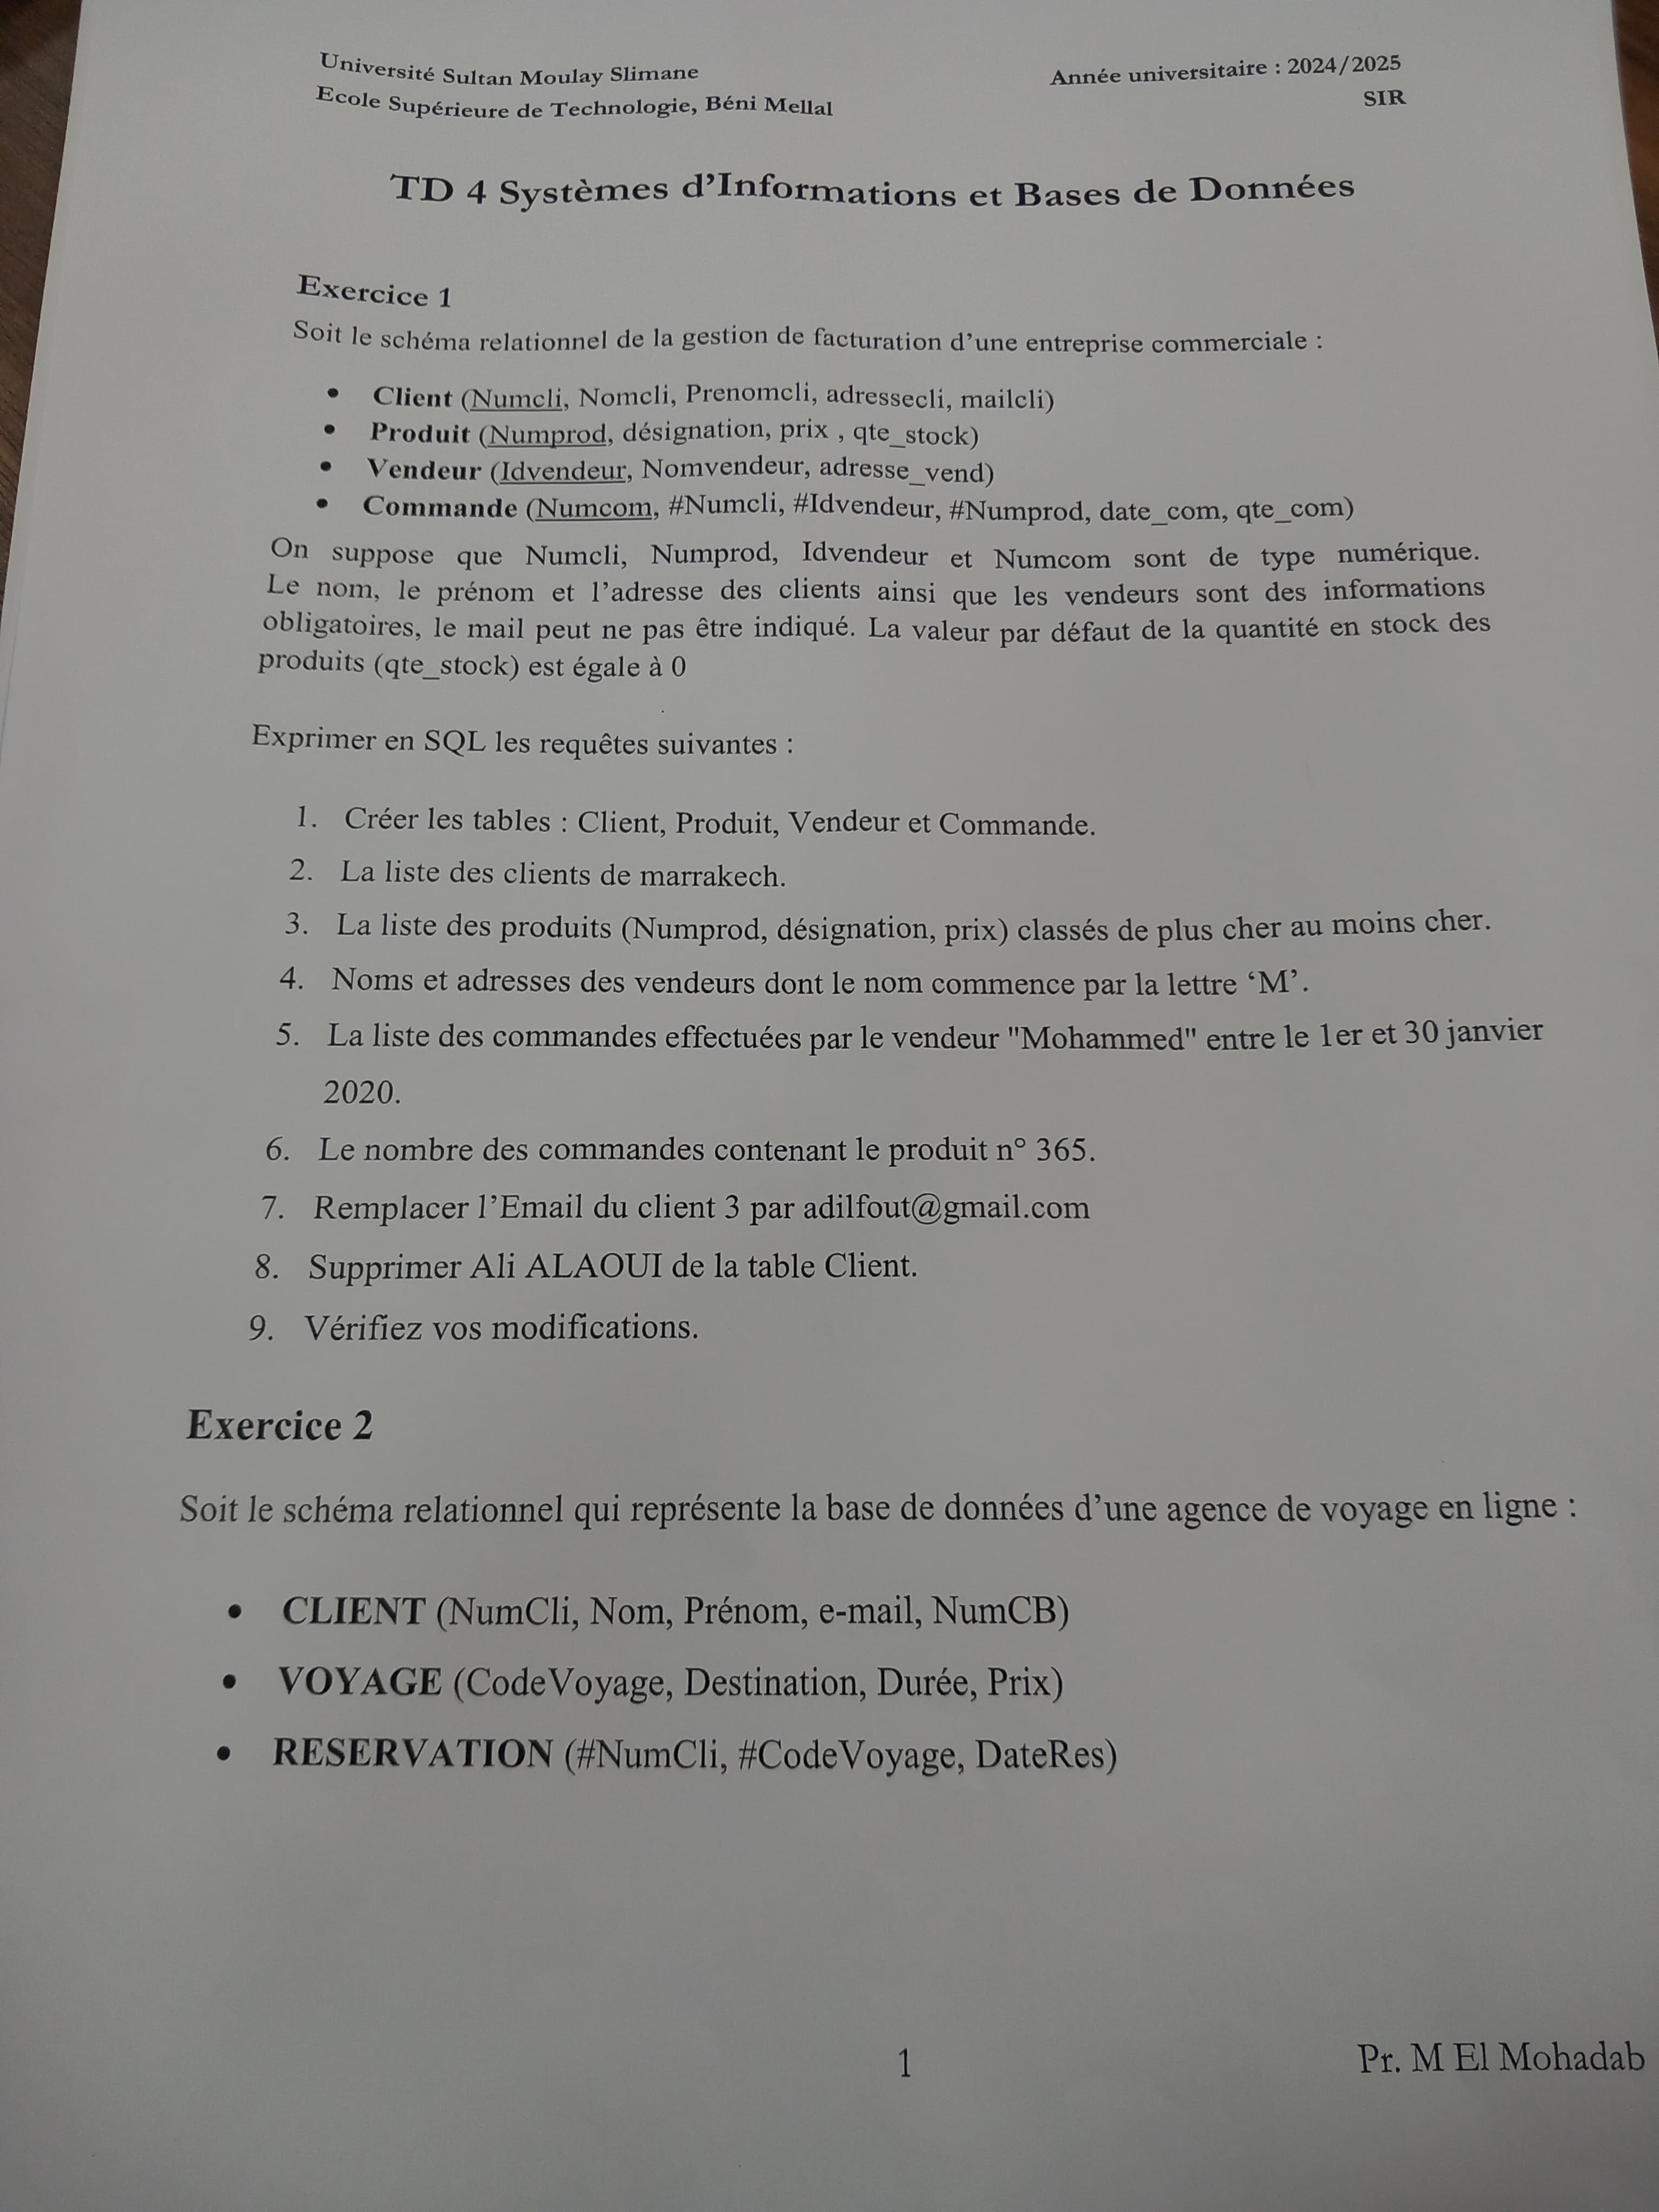 Université Sultan Moulay Slimane
Ecole Supérieure de Technologie, Béni Mellal
Année universitaire : 2024/2025
SIR
TD 4 Systèmes d'Informations et Bases de Données
Exercice 1
Soit le schéma relationnel de la gestion de facturation d'une entreprise commerciale :
• Client (Numcli, Nomcli, Prenomcli, adressecli, mailcli)
• Produit (Numprod, désignation, prix , qte_stock)
• Vendeur (Idvendeur, Nomvendeur, adresse_vend)
• Commande (Numcom, #Numcli, #Idvendeur, #Numprod, date_com, qte_com)
On suppose que Numcli, Numprod, Idvendeur et Numcom sont de type numérique.
Le nom, le prénom et l'adresse des clients ainsi que les vendeurs sont des informations
obligatoires, le mail peut ne pas être indiqué. La valeur par défaut de la quantité en stock des
produits (qte_stock) est égale à 0
Exprimer en SQL les requêtes suivantes :
1. Créer les tables : Client, Produit, Vendeur et Commande.
2. La liste des clients de marrakech.
3. La liste des produits (Numprod, désignation, prix) classés de plus cher au moins cher.
4. Noms et adresses des vendeurs dont le nom commence par la lettre ‘M’.
5. La liste des commandes effectuées par le vendeur "Mohammed" entre le 1er et 30 janvier
2020.
6. Le nombre des commandes contenant le produit n° 365.
7. Remplacer l'Email du client 3 par adilfout@gmail.com
8. Supprimer Ali ALAOUI de la table Client.
9. Vérifiez vos modifications.
Exercice 2
Soit le schéma relationnel qui représente la base de données d'une agence de voyage en ligne :
• CLIENT (NumCli, Nom, Prénom, e-mail, NumCB)
• VOYAGE (CodeVoyage, Destination, Durée, Prix)
• RESERVATION (#NumCli, #CodeVoyage, DateRes)
1
Pr. M El Mohadab